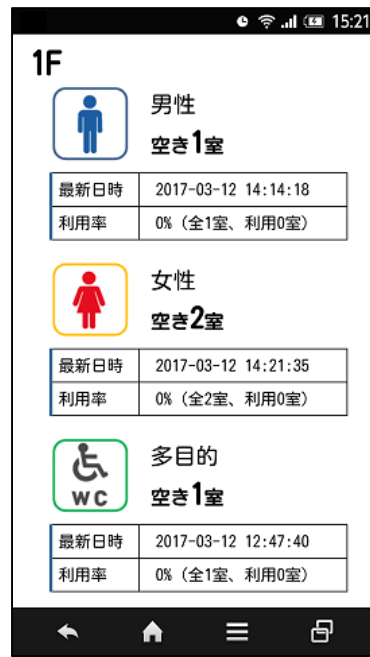 15:21
1F
男性
空き1室
最新日時 2017-03-12 14:14:18
利用率 0% (全1室、利用0室)
女性
空き2室
最新日時 2017-03-12 14:21:35
利用率 0% (全2室、利用0室)
多目的
WC
空き1室
最新日時 2017-03-12 12:47:40
利用率 0% (全1室、利用0室)